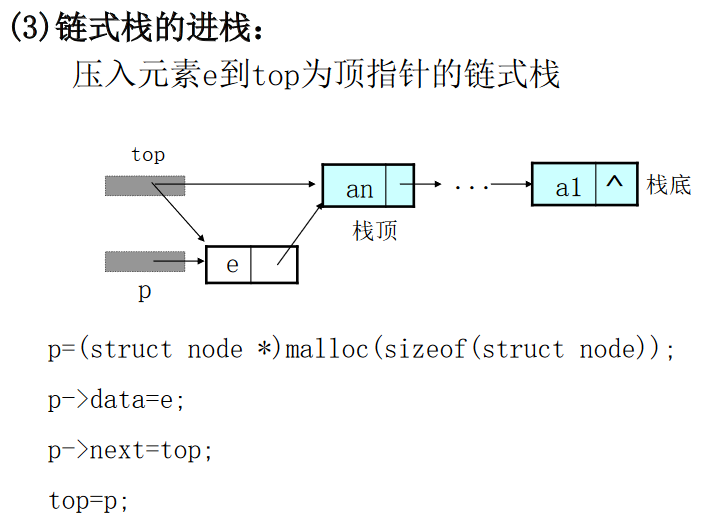 (3)链式栈的进栈：
压入元素e到top为顶指针的链式栈
top
an
...
a1
^
栈底
栈顶
e
p
p=(struct node *)malloc(sizeof(struct node));
p->data=e;
p->next=top;
top=p;